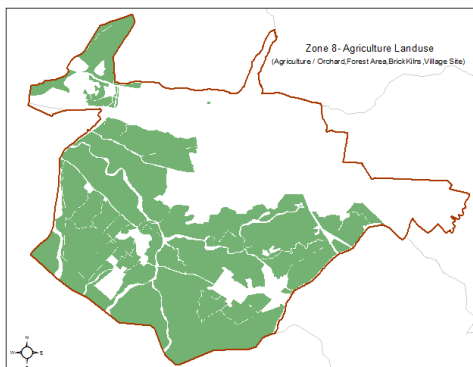 Zone 8- Agriculture Landuse
(Agriculture / Orchard,Forest Area,BrickKilns,Village Site)
N
W E
S